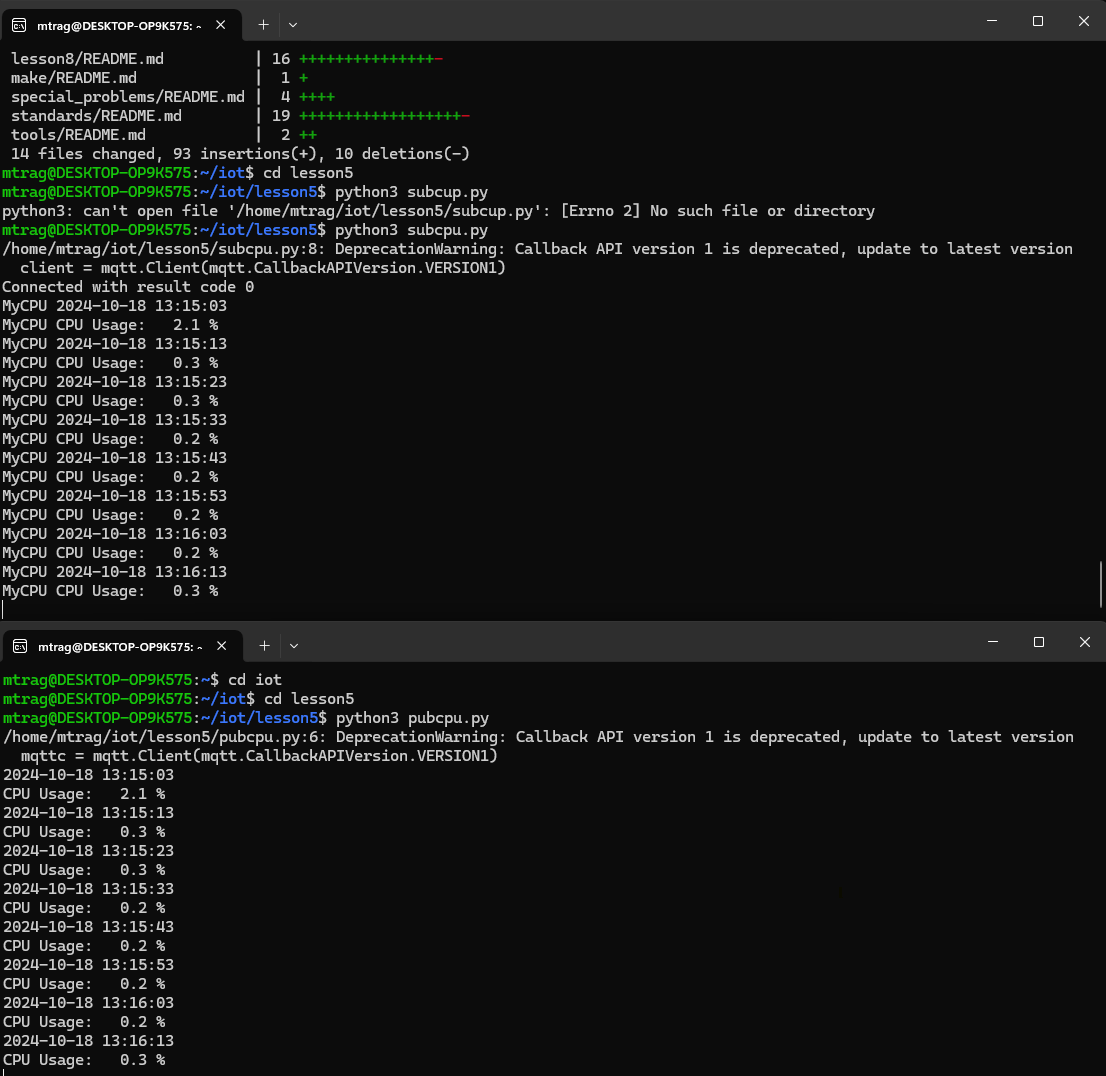 mtrag@DESKTOP-OP9K575: ~
lesson8/README.md | 16 +++++++++++++++-
make/README.md | 1 +
special_problems/README.md | 4 ++++
standards/README.md | 19 ++++++++++++++++++-
tools/README.md | 2 ++
14 files changed, 93 insertions(+), 10 deletions(-)
mtrag@DESKTOP-OP9K575:~/iot$ cd lesson5
mtrag@DESKTOP-OP9K575:~/iot/lesson5$ python3 subcup.py
python3: can't open file '/home/mtrag/iot/lesson5/subcup.py': [Errno 2] No such file or directory
mtrag@DESKTOP-OP9K575:~/iot/lesson5$ python3 subcpu.py
/home/mtrag/iot/lesson5/subcpu.py:8: DeprecationWarning: Callback API version 1 is deprecated, update to latest version
client = mqtt.Client(mqtt.CallbackAPIVersion.VERSION1)
Connected with result code 0
MyCPU 2024-10-18 13:15:03
MyCPU CPU Usage: 2.1 %
MyCPU 2024-10-18 13:15:13
MyCPU CPU Usage: 0.3 %
MyCPU 2024-10-18 13:15:23
MyCPU CPU Usage: 0.3 %
MyCPU 2024-10-18 13:15:33
MyCPU CPU Usage: 0.2 %
MyCPU 2024-10-18 13:15:43
MyCPU CPU Usage: 0.2 %
MyCPU 2024-10-18 13:15:53
MyCPU CPU Usage: 0.2 %
MyCPU 2024-10-18 13:16:03
MyCPU CPU Usage: 0.2 %
MyCPU 2024-10-18 13:16:13
MyCPU CPU Usage: 0.3 %
mtrag@DESKTOP-OP9K575: ~
mtrag@DESKTOP-OP9K575:~$ cd iot
mtrag@DESKTOP-OP9K575:~/iot$ cd lesson5
mtrag@DESKTOP-OP9K575:~/iot/lesson5$ python3 pubcpu.py
/home/mtrag/iot/lesson5/pubcpu.py:6: DeprecationWarning: Callback API version 1 is deprecated, update to latest version
mqttc = mqtt.Client(mqtt.CallbackAPIVersion.VERSION1)
2024-10-18 13:15:03
CPU Usage: 2.1 %
2024-10-18 13:15:13
CPU Usage: 0.3 %
2024-10-18 13:15:23
CPU Usage: 0.3 %
2024-10-18 13:15:33
CPU Usage: 0.2 %
2024-10-18 13:15:43
CPU Usage: 0.2 %
2024-10-18 13:15:53
CPU Usage: 0.2 %
2024-10-18 13:16:03
CPU Usage: 0.2 %
2024-10-18 13:16:13
CPU Usage: 0.3 %